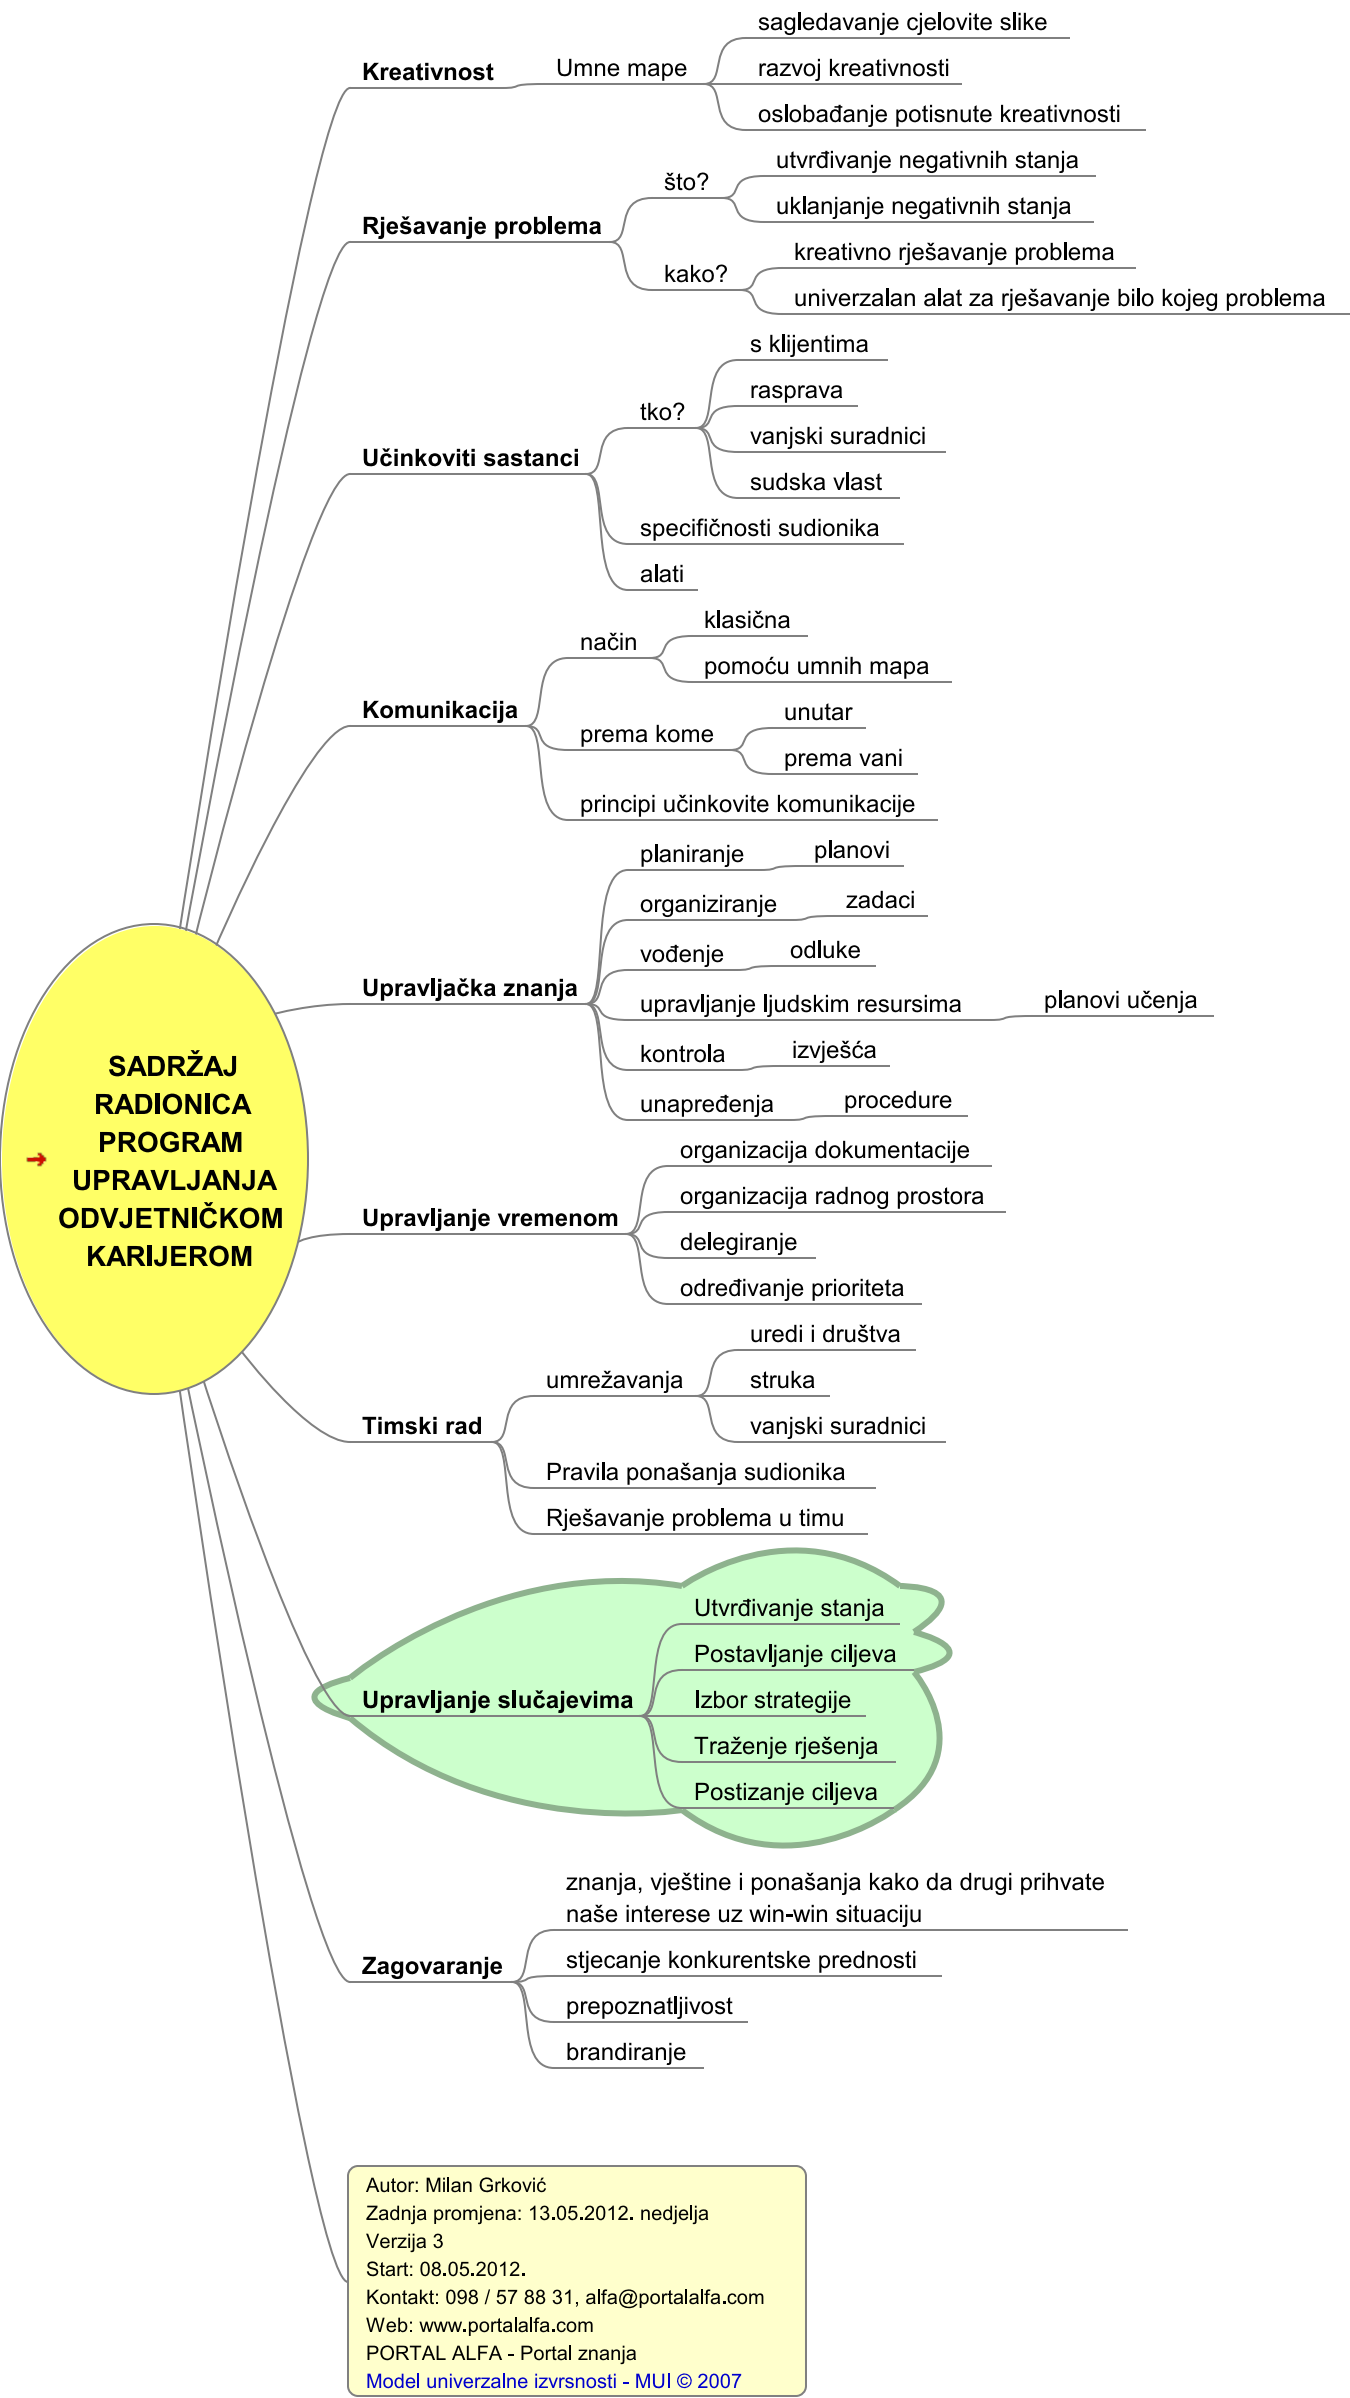 SADRŽAJ
RADIONICA
PROGRAM
UPRAVLJANJA
ODVJETNIČKOM
KARIJEROM
Kreativnost
Umne mape
sagledavanje cjelovite slike
razvoj kreativnosti
oslobađanje potisnute kreativnosti
Rješavanje problema
što?
utvrđivanje negativnih stanja
uklanjanje negativnih stanja
kako?
kreativno rješavanje problema
univerzalan alat za rješavanje bilo kojeg problema
Učinkoviti sastanci
tko?
s klijentima
rasprava
vanjski suradnici
sudska vlast
specifičnosti sudionika
alati
Komunikacija
način
klasična
pomoću umnih mapa
prema kome
unutar
prema vani
principi učinkovite komunikacije
Upravljačka znanja
planiranje
planovi
organiziranje
zadaci
vođenje
odluke
upravljanje ljudskim resursima
planovi učenja
kontrola
izvješća
unapređenja
procedure
Upravljanje vremenom
organizacija dokumentacije
organizacija radnog prostora
delegiranje
određivanje prioriteta
Timski rad
umrežavanja
uredi i društva
struka
vanjski suradnici
Pravila ponašanja sudionika
Rješavanje problema u timu
Upravljanje slučajevima
Utvrđivanje stanja
Postavljanje ciljeva
Izbor strategije
Traženje rješenja
Postizanje ciljeva
Zagovaranje
znanja, vještine i ponašanja kako da drugi prihvate
naše interese uz win-win situaciju
stjecanje konkurentske prednosti
prepoznatljivost
brandiranje
Autor: Milan Grković
Zadnja promjena: 13.05.2012. nedjelja
Verzija 3
Start: 08.05.2012.
Kontakt: 098 / 57 88 31, alfa@portalalfa.com
Web: www.portalalfa.com
PORTAL ALFA - Portal znanja
Model univerzalne izvrsnosti - MUI © 2007